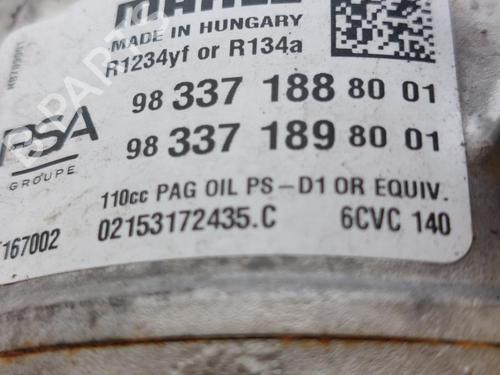 MAHLE
MADE IN HUNGARY
R1234yf or R134a
98 337 188 80 01
98 337 189 80 01
PSA
GROUPE
110cc PAG OIL PS-D1 OR EQUIV.
167002 02153172435.C 6CVC 140